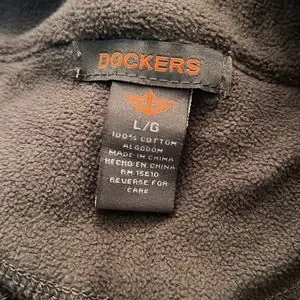 DOCKERS
L/G
100% COTTON
ALGODON
MADE IN CHINA
HECHO EN CHINA
RN 15610
REVERSE FOR
CARE